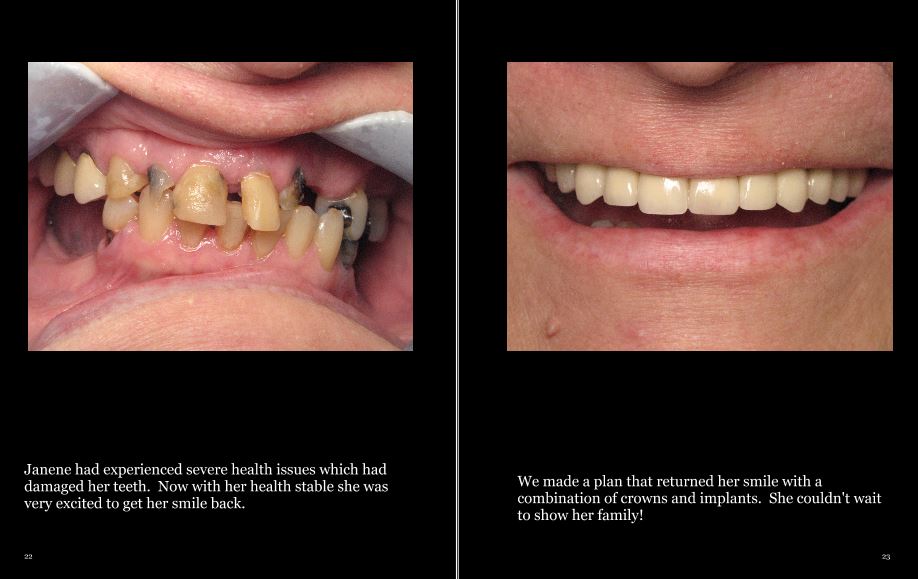 Janene had experienced severe health issues which had
damaged her teeth.  Now with her health stable she was
very excited to get her smile back.
22
We made a plan that returned her smile with a
combination of crowns and implants.  She couldn't wait
to show her family!
23